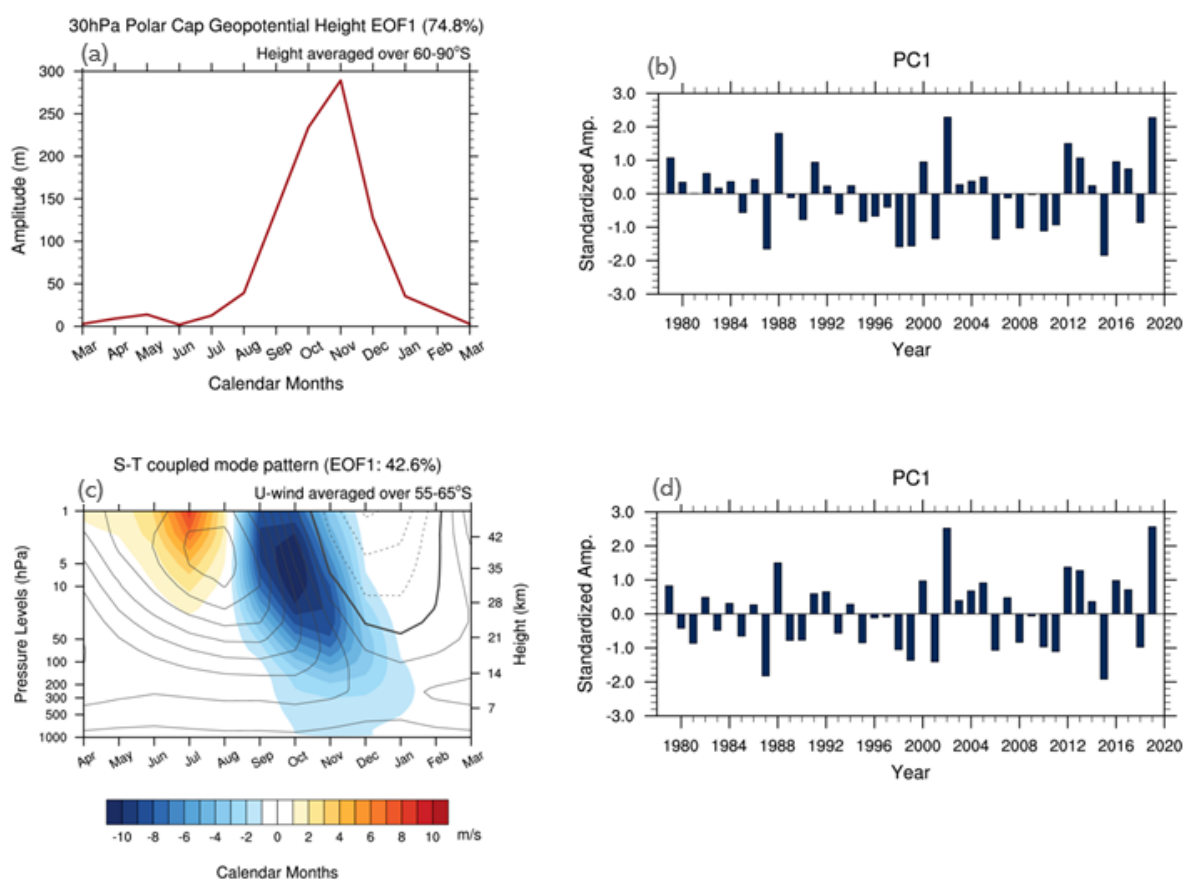 30hPa Polar Cap Geopotential Height EOF1 (74.8%)
(a)
Height averaged over 60-90°S
300
250
200
150
100
50
0
Amplitude (m)
Mar Apr May Jun Jul Aug Sep Oct Nov Dec Jan Feb Mar
Calendar Months
(b)
PC1
3.0
2.0
1.0
0.0
-1.0
-2.0
-3.0
Standardized Amp.
1980 1984 1988 1992 1996 2000 2004 2008 2012 2016 2020
Year
S-T coupled mode pattern (EOF1: 42.6%)
(c)
U-wind averaged over 55-65°S
1
5
10
50
100
200
300
500
1000
Pressure Levels (hPa)
42
35
28
21
14
7
Height (km)
Apr May Jun Jul Aug Sep Oct Nov Dec Jan Feb Mar
-10 -8 -6 -4 -2 0 2 4 6 8 10 m/s
Calendar Months
(d)
PC1
3.0
2.0
1.0
0.0
-1.0
-2.0
-3.0
Standardized Amp.
1980 1984 1988 1992 1996 2000 2004 2008 2012 2016 2020
Year